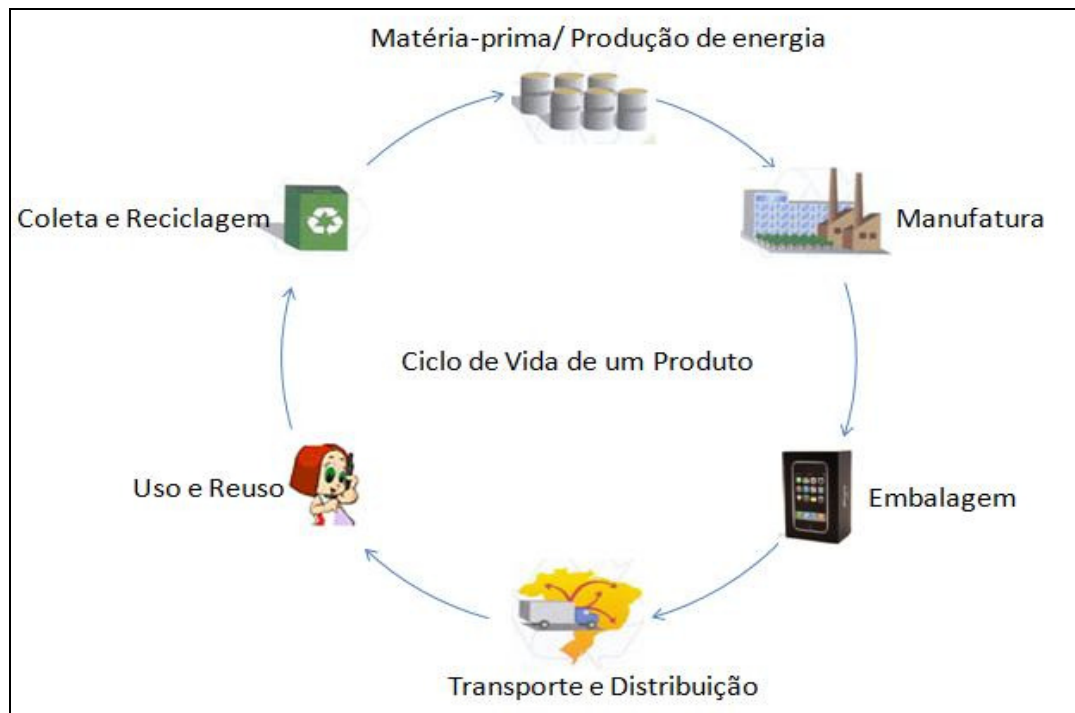 Matéria-prima/ Produção de energia
Manufatura
Embalagem
Transporte e Distribuição
Uso e Reuso
Coleta e Reciclagem
Ciclo de Vida de um Produto